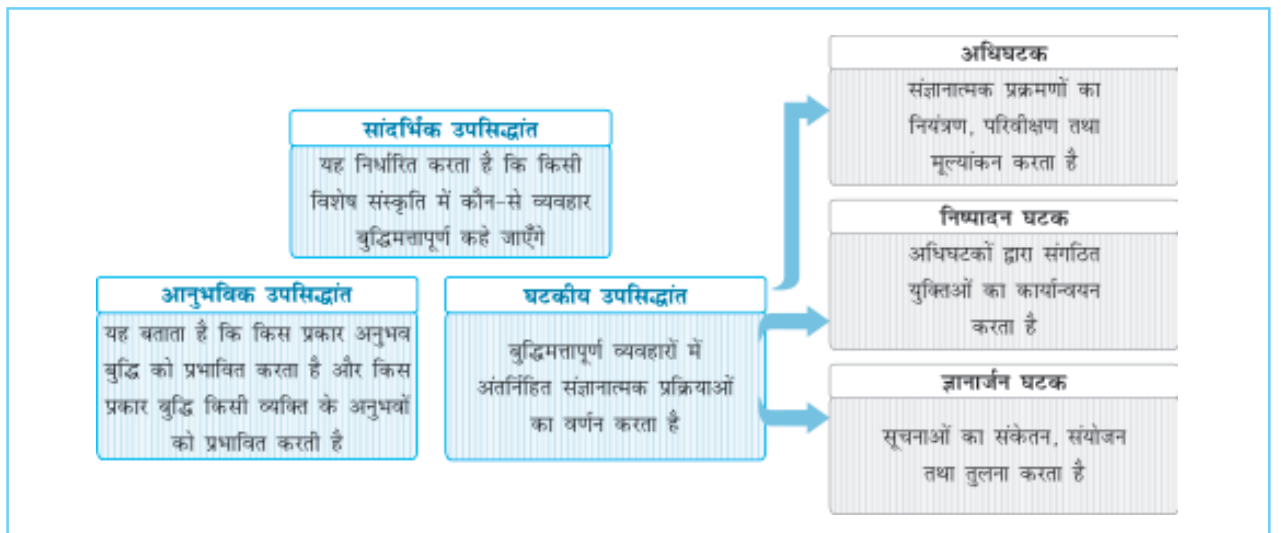 सांदर्भिक उपसिद्धांत
यह निर्धारित करता है कि किसी
विशेष संस्कृति में कौन-से व्यवहार
बुद्धिमत्तापूर्ण कहे जाएँगे
आनुभविक उपसिद्धांत
यह बताता है कि किस प्रकार अनुभव
बुद्धि को प्रभावित करता है और किस
प्रकार बुद्धि किसी व्यक्ति के अनुभवों
को प्रभावित करती है
घटकीय उपसिद्धांत
बुद्धिमत्तापूर्ण व्यवहारों में
अंतर्निहित संज्ञानात्मक प्रक्रियाओं
का वर्णन करता है
अधिघटक
संज्ञानात्मक प्रक्रमणों का
नियंत्रण, परिवीक्षण तथा
मूल्यांकन करता है
निष्पादन घटक
अधिघटकों द्वारा संगठित
युक्तिओं का कार्यान्वयन
करता है
ज्ञानार्जन घटक
सूचनाओं का संकेतन, संयोजन
तथा तुलना करता है